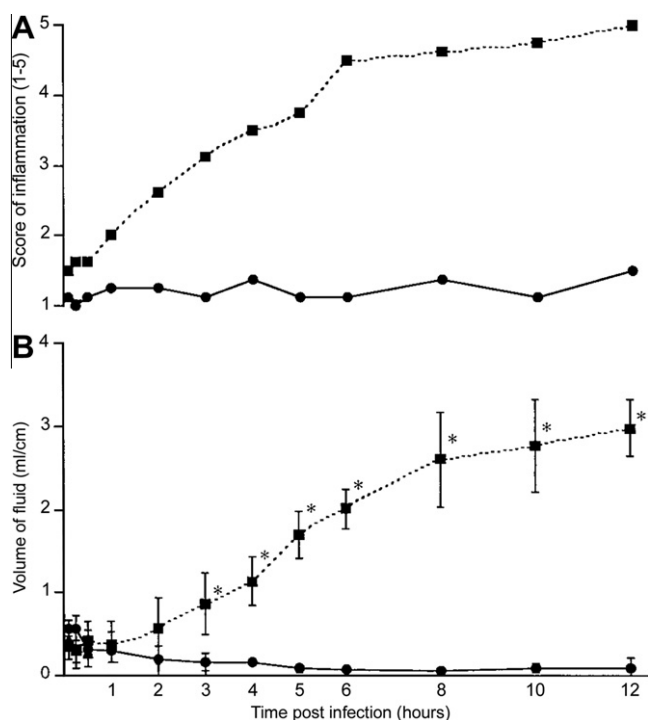 A
Score of inflammation (1-5)
5
4
3
2
1
B
Volume of fluid (ml/cm)
4
3
2
1
0
*
*
*
*
*
*
*
1 2 3 4 5 6 8 10 12
Time post infection (hours)